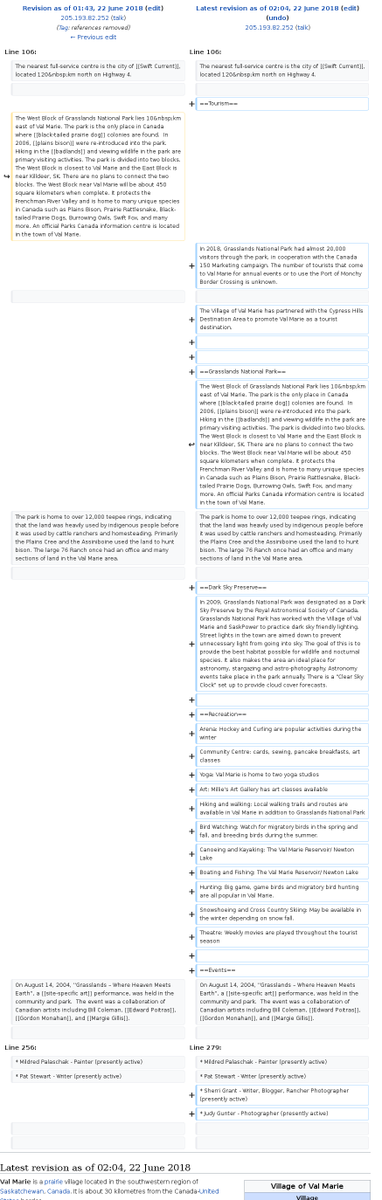 Revision as of 01:43, 22 June 2018 (edit)
205.193.82.252 (talk)
(Tag: references removed)
← Previous edit
Latest revision as of 02:04, 22 June 2018 (edit)
(undo)
205.193.82.252 (talk)
Line 106:
Line 106:
The nearest full-service centre is the city of [[Swift Current]],
located 120&nbsp;km north on Highway 4.
The nearest full-service centre is the city of [[Swift Current]],
located 120&nbsp;km north on Highway 4.
+ ==Tourism==
The West Block of Grasslands National Park lies 10&nbsp;km
east of Val Marie. The park is the only place in Canada
where [[black-tailed prairie dog]] colonies are found.  In
2006, [[plains bison]] were re-introduced into the park.
Hiking in the [[badlands]] and viewing wildlife in the park are
primary visiting activities. The park is divided into two blocks.
The West Block is closest to Val Marie and the East Block is
near Killdeer, SK. There are no plans to connect the two
blocks. The West Block near Val Marie will be about 450
square kilometers when complete. It protects the
Frenchman River Valley and is home to many unique species
in Canada such as Plains Bison, Prairie Rattlesnake, Black-
tailed Prairie Dogs, Burrowing Owls, Swift Fox, and many
more. An official Parks Canada information centre is located
in the town of Val Marie.
+ In 2018, Grasslands National Park had almost 20,000
visitors through the park, in cooperation with the Canada
150 Marketing campaign. The number of tourists that come
to Val Marie for annual events or to use the Port of Monchy
Border Crossing is unknown.
+ The Village of Val Marie has partnered with the Cypress Hills
Destination Area to promote Val Marie as a tourist
destination.
+
+
+ ==Grasslands National Park==
The West Block of Grasslands National Park lies 10&nbsp;km
east of Val Marie. The park is the only place in Canada
where [[black-tailed prairie dog]] colonies are found.  In
2006, [[plains bison]] were re-introduced into the park.
Hiking in the [[badlands]] and viewing wildlife in the park are
primary visiting activities. The park is divided into two blocks.
The West Block is closest to Val Marie and the East Block is
near Killdeer, SK. There are no plans to connect the two
blocks. The West Block near Val Marie will be about 450
square kilometers when complete. It protects the
Frenchman River Valley and is home to many unique species
in Canada such as Plains Bison, Prairie Rattlesnake, Black-
tailed Prairie Dogs, Burrowing Owls, Swift Fox, and many
more. An official Parks Canada information centre is located
in the town of Val Marie.
The park is home to over 12,000 teepee rings, indicating
that the land was heavily used by indigenous people before
it was used by cattle ranchers and homesteading. Primarily
the Plains Cree and the Assiniboine used the land to hunt
bison. The large 76 Ranch once had an office and many
sections of land in the Val Marie area.
The park is home to over 12,000 teepee rings, indicating
that the land was heavily used by indigenous people before
it was used by cattle ranchers and homesteading. Primarily
the Plains Cree and the Assiniboine used the land to hunt
bison. The large 76 Ranch once had an office and many
sections of land in the Val Marie area.
+ ==Dark Sky Preserve==
+ In 2009, Grasslands National Park was designated as a Dark
Sky Preserve by the Royal Astronomical Society of Canada.
Grasslands National Park has worked with the Village of Val
Marie and SaskPower to practice dark sky friendly lighting.
Street lights in the town are aimed down to prevent
unnecessary light from going into sky. The goal of this is to
provide the best habitat possible for wildlife and nocturnal
species. It also makes the area an ideal place for
astronomy, stargazing and astro-photography. Astronomy
events take place in the park annually. There is a "Clear Sky
Clock" set up to provide cloud cover forecasts.
+
+ ==Recreation==
+ Arena: Hockey and Curling are popular activities during the
winter
+ Community Centre: cards, sewing, pancake breakfasts, art
classes
+ Yoga: Val Marie is home to two yoga studios
+ Art: Millie's Art Gallery has art classes available
+ Hiking and walking: Local walking trails and routes are
available in Val Marie in addition to Grasslands National Park
+ Bird Watching: Watch for migratory birds in the spring and
fall, and breeding birds during the summer.
+ Canoeing and Kayaking: The Val Marie Reservoir/ Newton
Lake
+ Boating and Fishing: The Val Marie Reservoir/ Newton Lake
+ Hunting: Big game, game birds and migratory bird hunting
are all popular in Val Marie.
+ Snowshoeing and Cross Country Skiing: May be available in
the winter depending on snow fall.
+ Theatre: Weekly movies are played throughout the tourist
season
+
+ ==Events==
On August 14, 2004, "Grasslands – Where Heaven Meets
Earth", a [[site-specific art]] performance, was held in the
community and park.  The event was a collaboration of
Canadian artists including Bill Coleman, [[Edward Poitras]],
[[Gordon Monahan]], and [[Margie Gillis]].
On August 14, 2004, "Grasslands – Where Heaven Meets
Earth", a [[site-specific art]] performance, was held in the
community and park.  The event was a collaboration of
Canadian artists including Bill Coleman, [[Edward Poitras]],
[[Gordon Monahan]], and [[Margie Gillis]].
Line 256:
Line 279:
* Mildred Palaschak - Painter (presently active)
* Mildred Palaschak - Painter (presently active)
* Pat Stewart - Writer (presently active)
* Pat Stewart - Writer (presently active)
+ * Sherri Grant - Writer, Blogger, Rancher Photographer
(presently active)
+ *Judy Gunter - Photographer (presently active)
Latest revision as of 02:04, 22 June 2018
Val Marie is a prairie village located in the southwestern region of
Saskatchewan, Canada. It is about 30 kilometres from the Canada-United
Village of Val Marie
Village